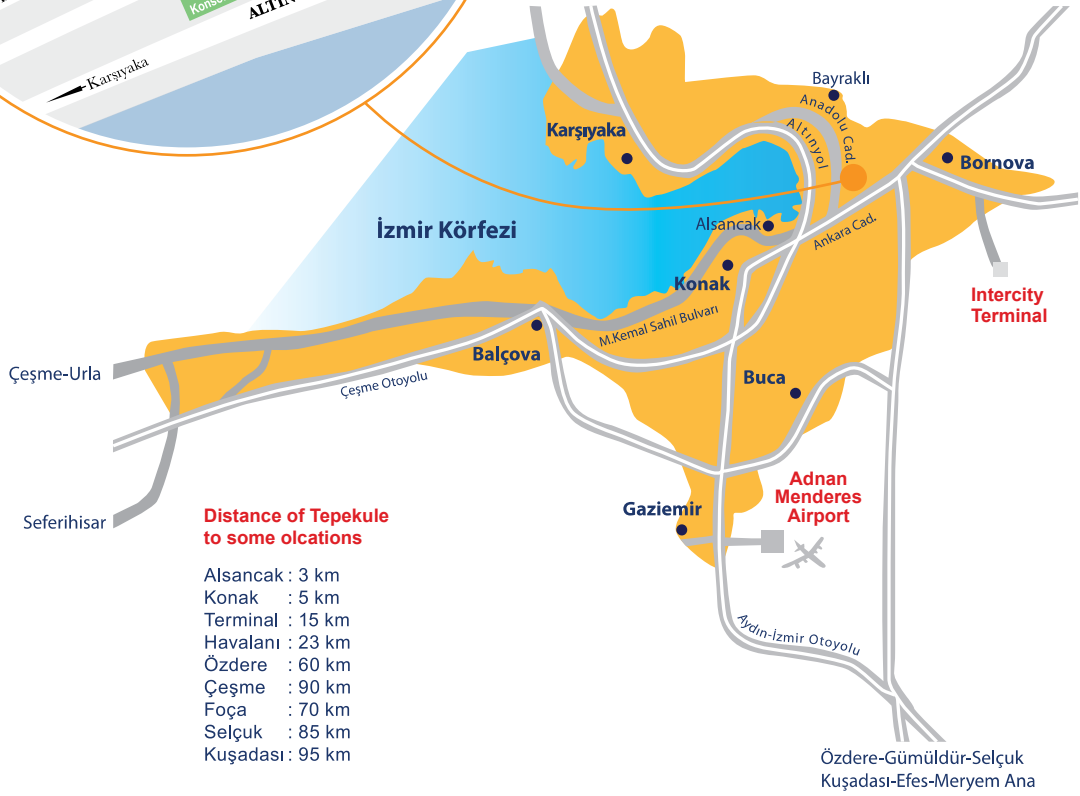 ALTIN
Karşıyaka
Bayraklı
Anadolu Cad.
Altınyol
Karşıyaka
Bornova
İzmir Körfezi
Alsancak
Ankara Cad.
Konak
Intercity
Terminal
M.Kemal Sahil Bulvarı
Balçova
Çeşme-Urla
Çeşme Otoyolu
Buca
Adnan
Menderes
Airport
Gaziemir
Seferihisar
Distance of Tepekule
to some olcations
Alsancak : 3 km
Konak : 5 km
Terminal : 15 km
Havalanı : 23 km
Özdere : 60 km
Çeşme : 90 km
Foça : 70 km
Selçuk : 85 km
Kuşadası : 95 km
Aydın-İzmir Otoyolu
Özdere-Gümüldür-Selçuk
Kuşadası-Efes-Meryem Ana